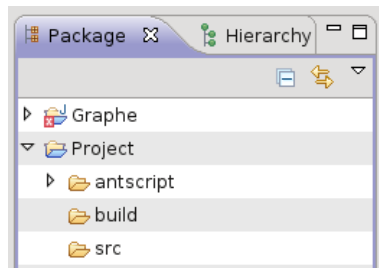 Package Hierarchy
Graphe
Project
antscript
build
src